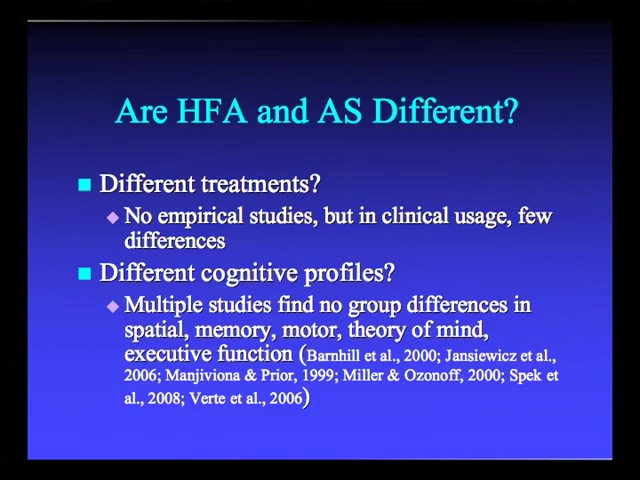 Are HFA and AS Different?
Different treatments?
No empirical studies, but in clinical usage, few
differences
Different cognitive profiles?
Multiple studies find no group differences in
spatial, memory, motor, theory of mind,
executive function (Barnhill et al., 2000; Jansiewicz et al.,
2006; Manjiviona & Prior, 1999; Miller & Ozonoff, 2000; Spek et
al., 2008; Verte et al., 2006)